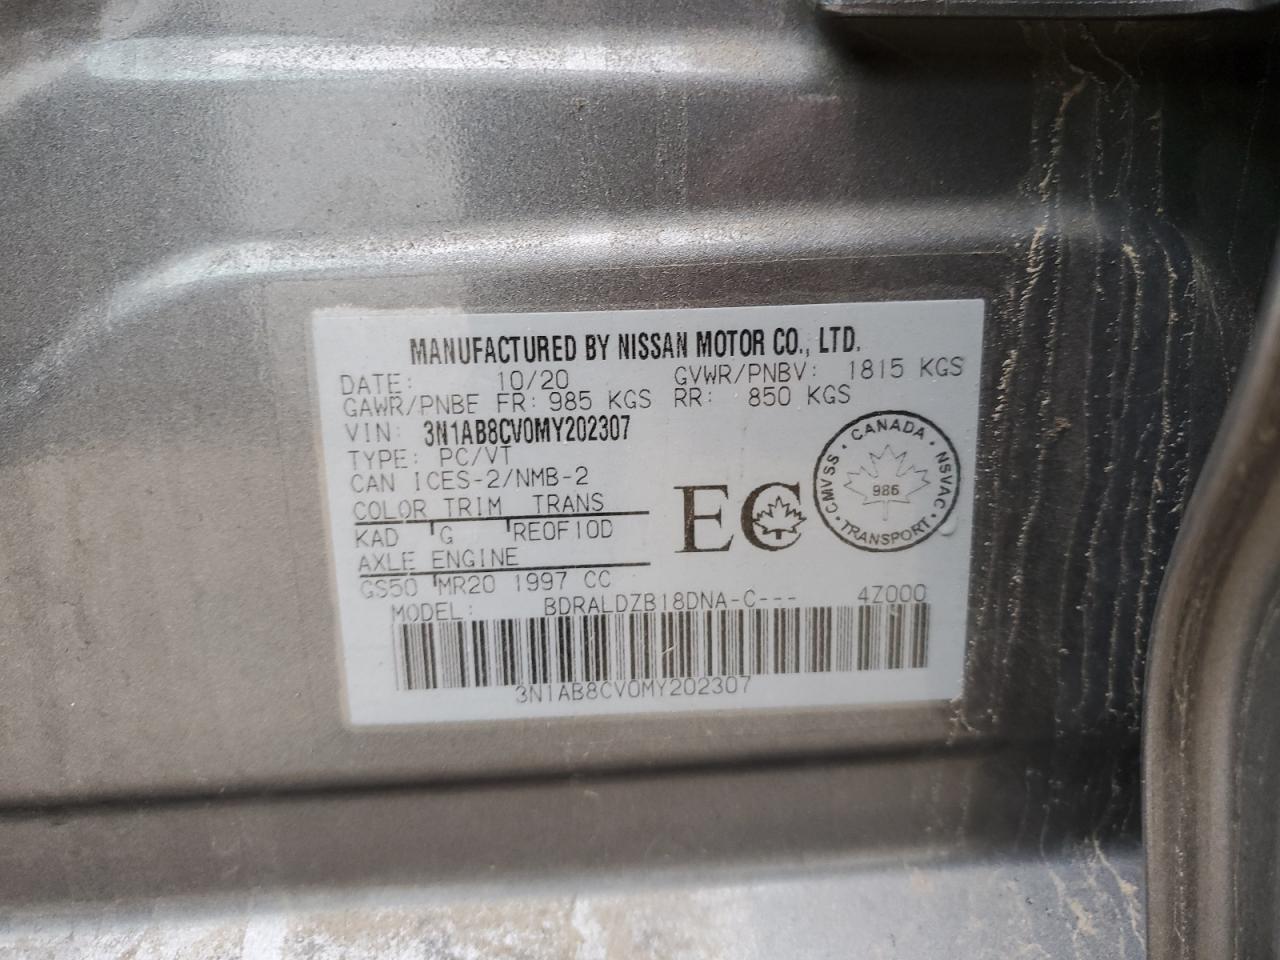 MANUFACTURED BY NISSAN MOTOR CO., LTD.
DATE: 10/20 GVWR/PNBV: 1815 KGS
GAWR/PNBE FR: 985 KGS RR: 850 KGS
VIN: 3N1AB8CV0MY202307
TYPE: PC/VT
CAN ICES-2/NMB-2
COLOR TRIM TRANS
KAD G RE0F10D
AXLE ENGINE
GS50 MR20 1997 CC
EC
CANADA
CMVSS · NSVAC
986
TRANSPORT
MODEL: BDRALDZB18DNA-C--- 4Z000
3N1AB8CV0MY202307